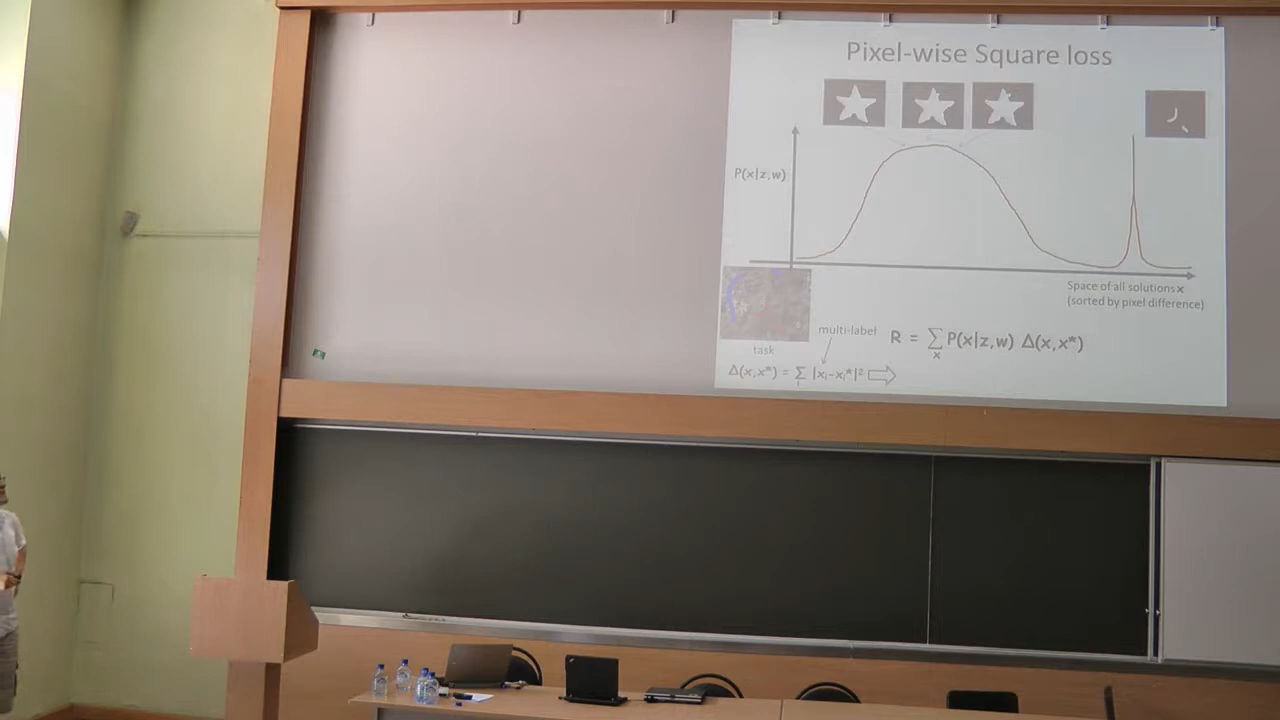 Pixel-wise Square loss
P(x|z,w)
Space of all solutions x
(sorted by pixel difference)
multi-label
R = ∑ P(x|z,w) Δ(x,x*)
x
task
Δ(x,x*) = ∑ |xᵢ-xᵢ*|²
i